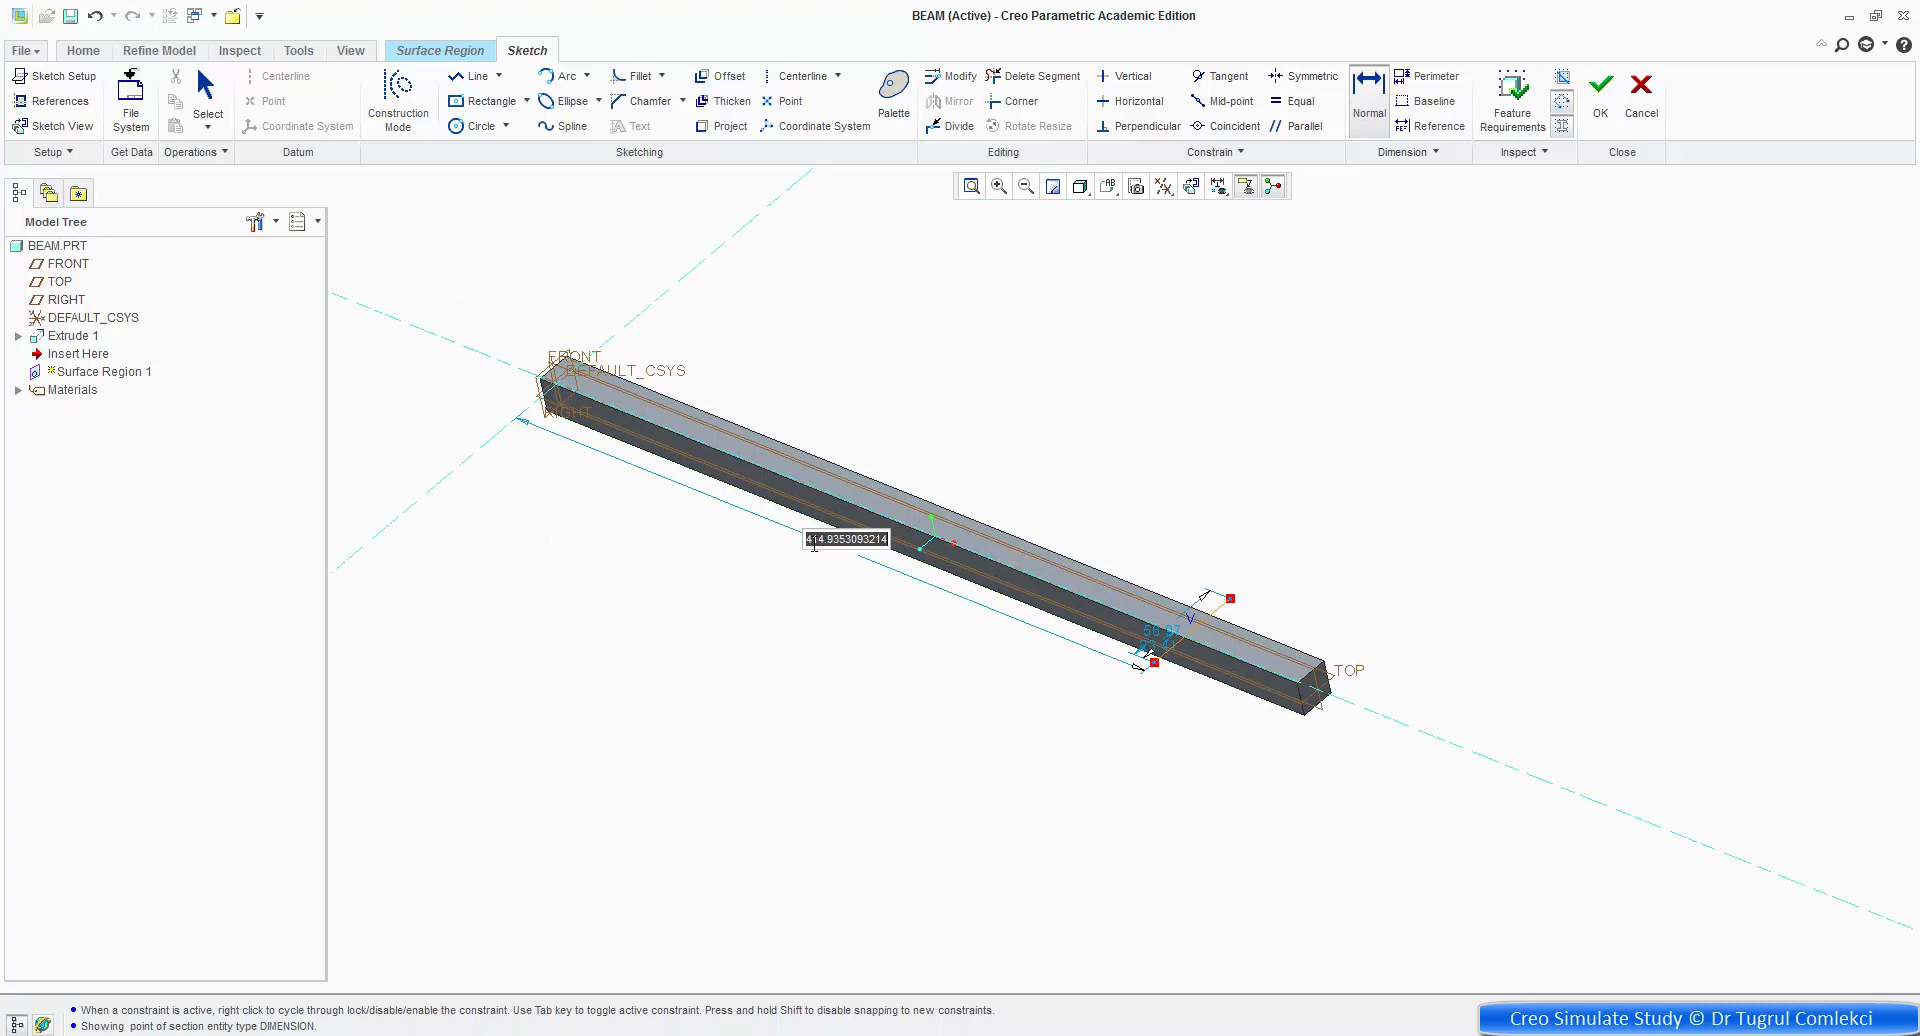 BEAM (Active) - Creo Parametric Academic Edition
File
Home
Refine Model
Inspect
Tools
View
Surface Region
Sketch
Sketch Setup
References
Sketch View
Setup
File System
Get Data
Select
Operations
Centerline
Point
Coordinate System
Datum
Construction Mode
Line
Rectangle
Circle
Arc
Ellipse
Spline
Fillet
Chamfer
Text
Offset
Thicken
Project
Centerline
Point
Coordinate System
Palette
Sketching
Modify
Mirror
Divide
Delete Segment
Corner
Rotate Resize
Editing
Vertical
Horizontal
Perpendicular
Tangent
Mid-point
Coincident
Symmetric
Equal
Parallel
Constrain
Normal
Perimeter
Baseline
Reference
Dimension
Feature Requirements
Inspect
OK
Cancel
Close
Model Tree
BEAM.PRT
FRONT
TOP
RIGHT
DEFAULT_CSYS
Extrude 1
Insert Here
Surface Region 1
Materials
FRONT
DEFAULT_CSYS
RIGHT
414.9353093214
V
TOP
When a constraint is active, right click to cycle through lock/disable/enable the constraint. Use Tab key to toggle active constraint. Press and hold Shift to disable snapping to new constraints.
Showing point of section entity type DIMENSION.
Creo Simulate Study © Dr Tugrul Comlekci